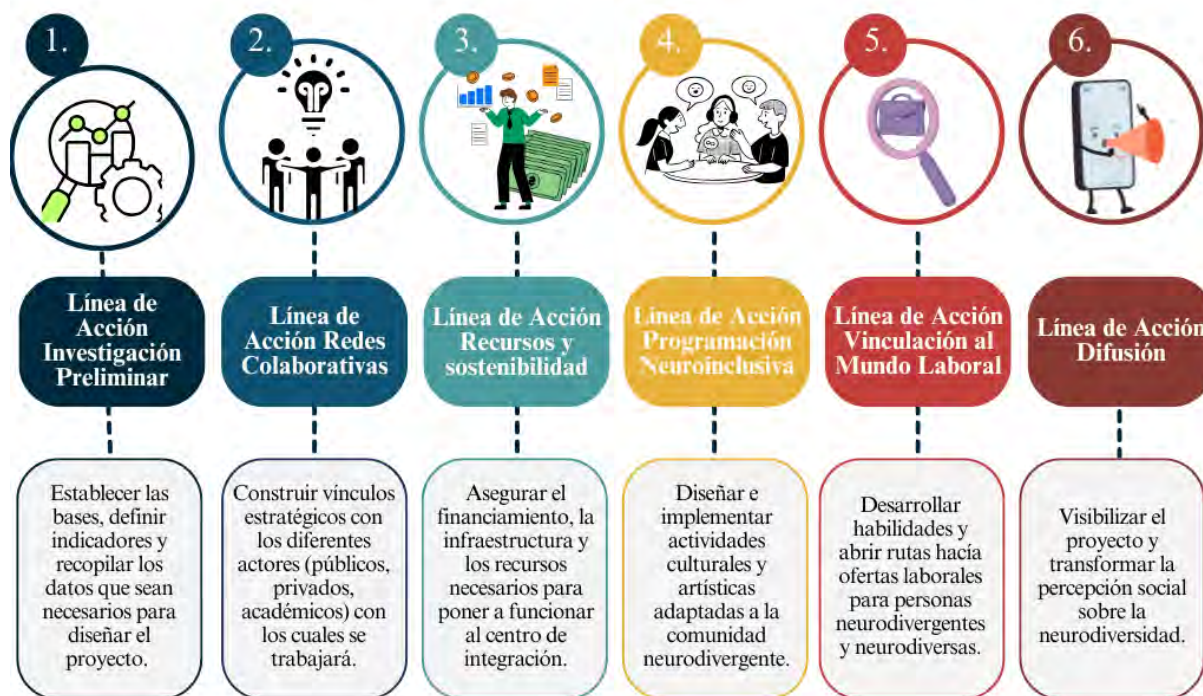 1.
2.
3.
4.
5.
6.
Línea de
Acción
Investigación
Preliminar
Línea de
Acción Redes
Colaborativas
Línea de Acción
Recursos y
sostenibilidad
Línea de Acción
Programación
Neuroinclusiva
Línea de Acción
Vinculación al
Mundo Laboral
Línea de Acción
Difusión
Establecer las
bases, definir
indicadores y
recopilar los
datos que sean
necesarios para
diseñar el
proyecto.
Construir vínculos
estratégicos con
los diferentes
actores (públicos,
privados,
académicos) con
los cuales se
trabajará.
Asegurar el
financiamiento, la
infraestructura y
los recursos
necesarios para
poner a funcionar
al centro de
integración.
Diseñar e
implementar
actividades
culturales y
artísticas
adaptadas a la
comunidad
neurodivergente.
Desarrollar
habilidades y
abrir rutas hacía
ofertas laborales
para personas
neurodivergentes
y neurodiversas.
Visibilizar el
proyecto y
transformar la
percepción social
sobre la
neurodiversidad.